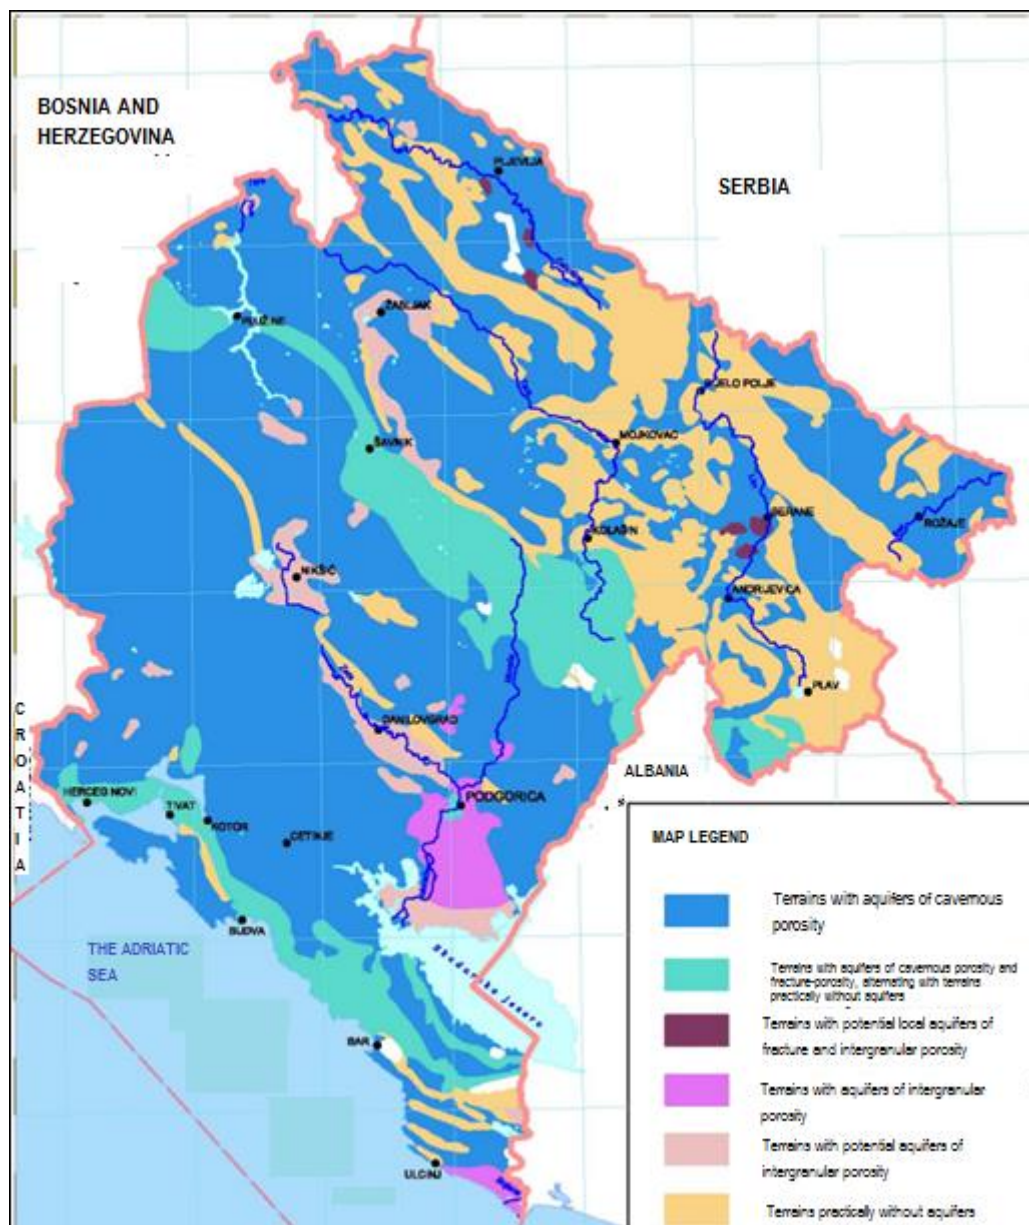 BOSNIA AND
HERZEGOVINA
SERBIA
PLJEVLJA
ŽABLJAK
PLUŽINE
BIJELO POLJE
MOJKOVAC
ŠAVNIK
BERANE
ROŽAJE
KOLAŠIN
NIKŠIĆ
ANDRIJEVICA
PLAV
CROATIA
DANILOVGRAD
ALBANIA
HERCEG NOVI
PODGORICA
TIVAT
KOTOR
CETINJE
BUDVA
THE ADRIATIC
SEA
BAR
ULCINJ
MAP LEGEND
Terrains with aquifers of cavernous
porosity
Terrains with aquifers of cavernous porosity and
fracture-porosity, alternating with terrains
practically without aquifers
Terrains with potential local aquifers of
fracture and intergranular porosity
Terrains with aquifers of intergranular
porosity
Terrains with potential aquifers of
intergranular porosity
Terrains practically without aquifers